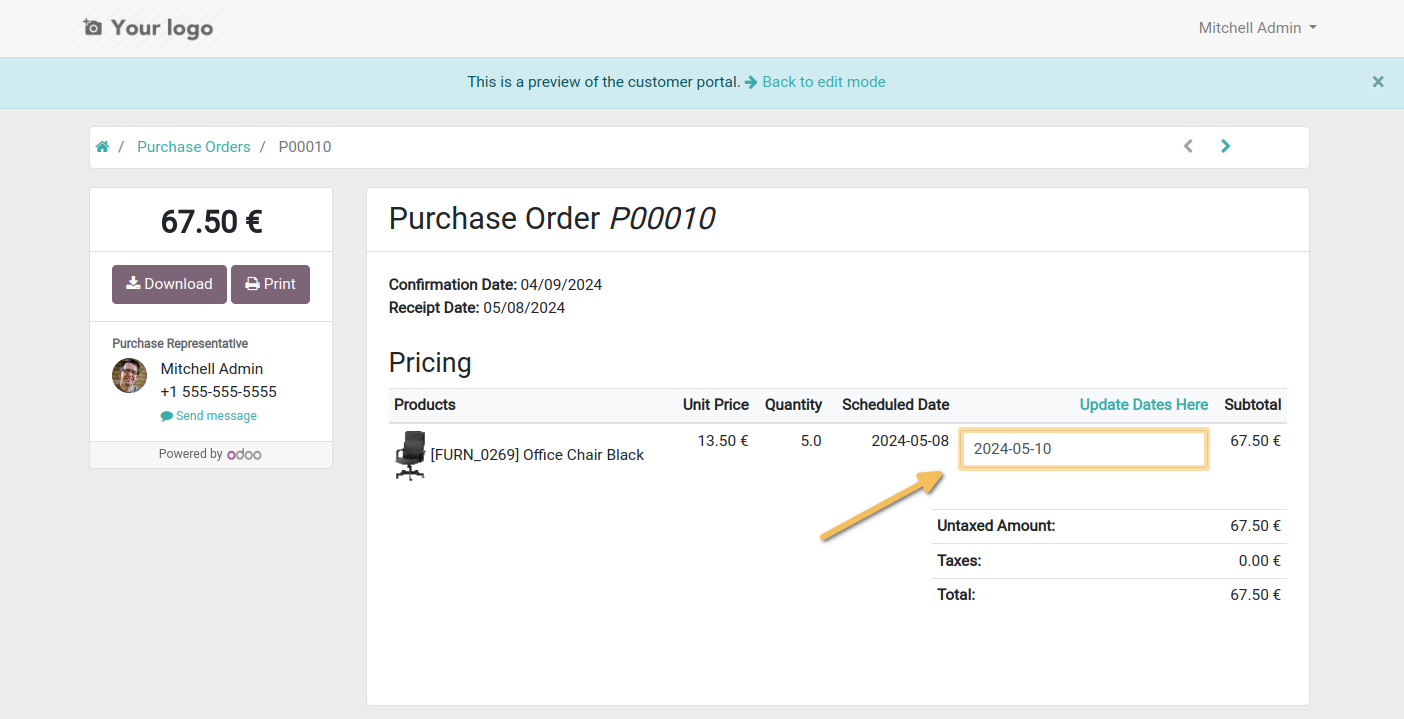 Your logo
Mitchell Admin
This is a preview of the customer portal. Back to edit mode ×
/ Purchase Orders / P00010
67.50 €
Download Print
Purchase Representative
Mitchell Admin
+1 555-555-5555
Send message
Powered by odoo
Purchase Order P00010
Confirmation Date: 04/09/2024
Receipt Date: 05/08/2024
Pricing
Products Unit Price Quantity Scheduled Date Update Dates Here Subtotal
[FURN_0269] Office Chair Black 13.50 € 5.0 2024-05-08 2024-05-10 67.50 €
Untaxed Amount: 67.50 €
Taxes: 0.00 €
Total: 67.50 €